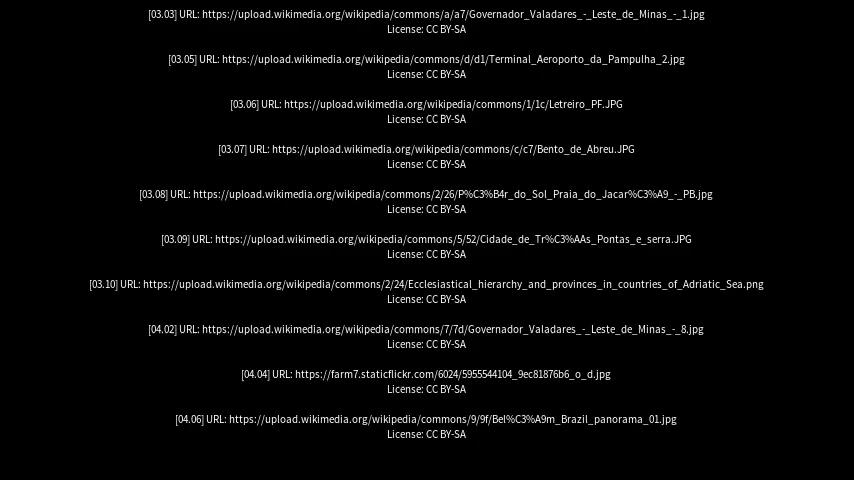 [03.03] URL: https://upload.wikimedia.org/wikipedia/commons/a/a7/Governador_Valadares_-_Leste_de_Minas_-_1.jpg
License: CC BY-SA
[03.05] URL: https://upload.wikimedia.org/wikipedia/commons/d/d1/Terminal_Aeroporto_da_Pampulha_2.jpg
License: CC BY-SA
[03.06] URL: https://upload.wikimedia.org/wikipedia/commons/1/1c/Letreiro_PF.JPG
License: CC BY-SA
[03.07] URL: https://upload.wikimedia.org/wikipedia/commons/c/c7/Bento_de_Abreu.JPG
License: CC BY-SA
[03.08] URL: https://upload.wikimedia.org/wikipedia/commons/2/26/P%C3%B4r_do_Sol_Praia_do_Jacar%C3%A9_-_PB.jpg
License: CC BY-SA
[03.09] URL: https://upload.wikimedia.org/wikipedia/commons/5/52/Cidade_de_Tr%C3%AAs_Pontas_e_serra.JPG
License: CC BY-SA
[03.10] URL: https://upload.wikimedia.org/wikipedia/commons/2/24/Ecclesiastical_hierarchy_and_provinces_in_countries_of_Adriatic_Sea.png
License: CC BY-SA
[04.02] URL: https://upload.wikimedia.org/wikipedia/commons/7/7d/Governador_Valadares_-_Leste_de_Minas_-_8.jpg
License: CC BY-SA
[04.04] URL: https://farm7.staticflickr.com/6024/5955544104_9ec81876b6_o_d.jpg
License: CC BY-SA
[04.06] URL: https://upload.wikimedia.org/wikipedia/commons/9/9f/Bel%C3%A9m_Brazil_panorama_01.jpg
License: CC BY-SA